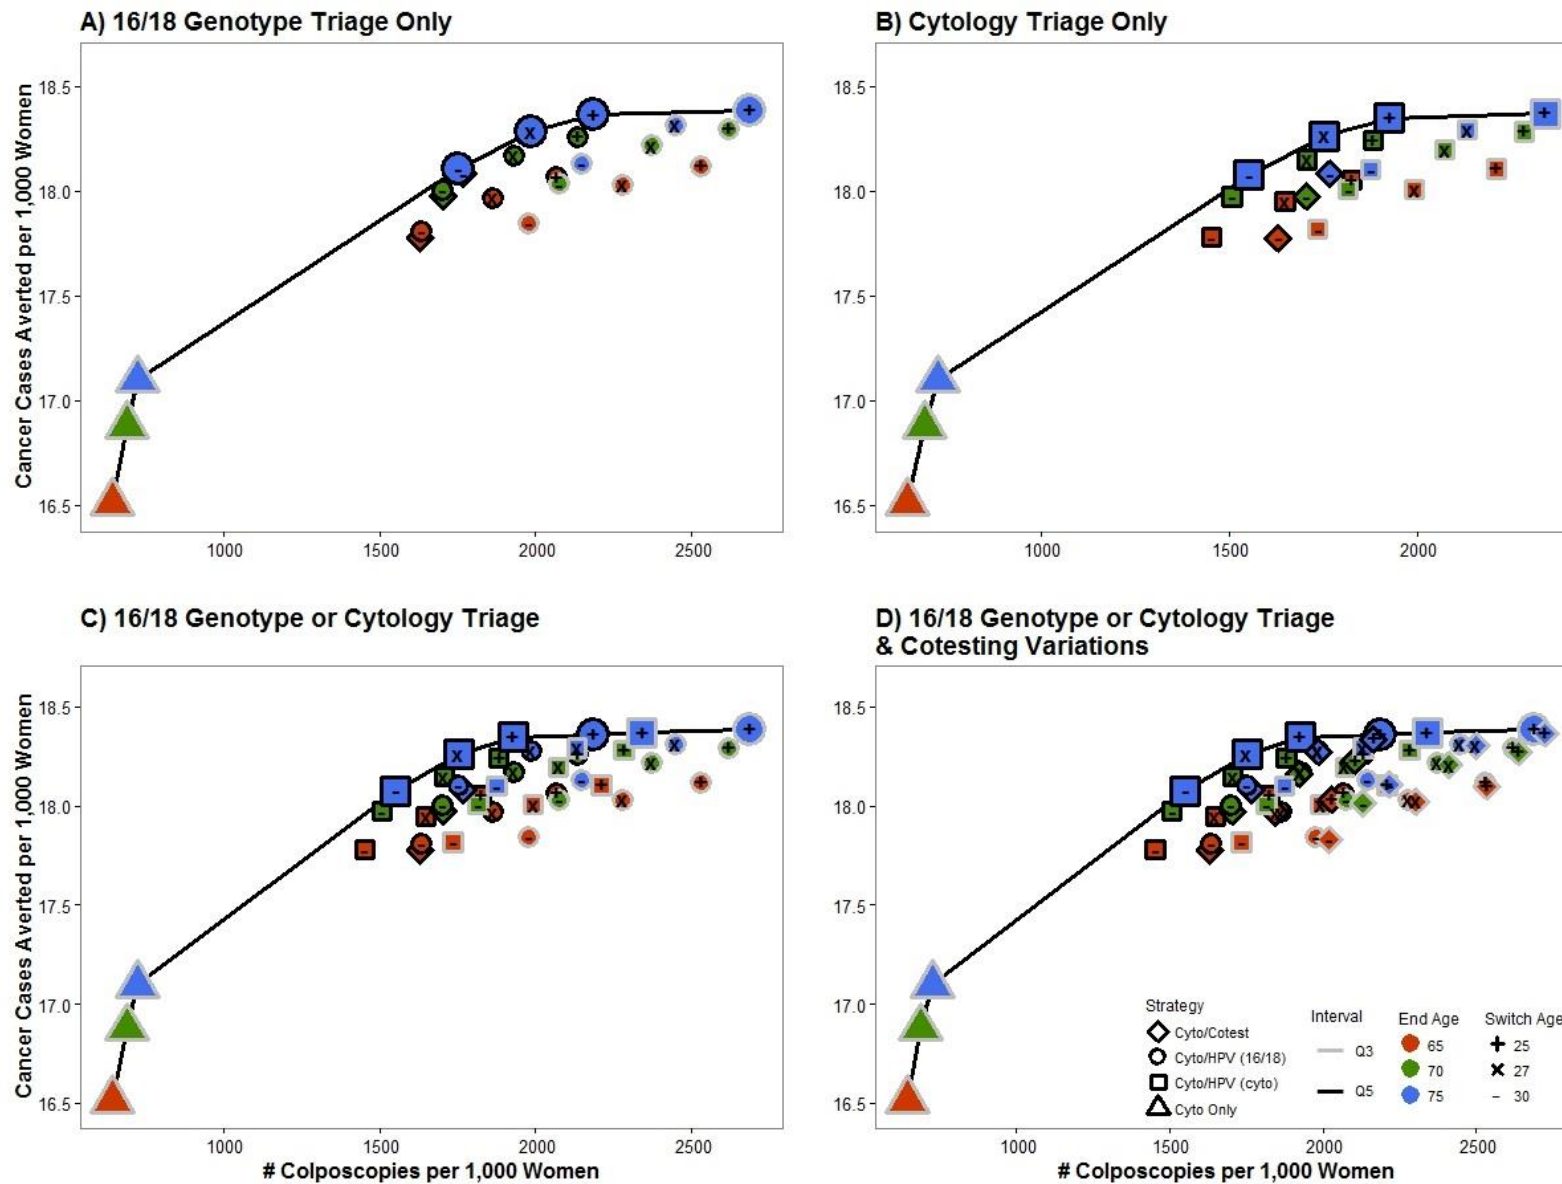 A) 16/18 Genotype Triage Only
B) Cytology Triage Only
Cancer Cases Averted per 1,000 Women
18.5
18.0
17.5
17.0
16.5
1000 1500 2000 2500
18.5
18.0
17.5
17.0
16.5
1000 1500 2000
C) 16/18 Genotype or Cytology Triage
D) 16/18 Genotype or Cytology Triage
& Cotesting Variations
Cancer Cases Averted per 1,000 Women
18.5
18.0
17.5
17.0
16.5
1000 1500 2000 2500
# Colposcopies per 1,000 Women
18.5
18.0
17.5
17.0
16.5
Strategy
Cyto/Cotest
Cyto/HPV (16/18)
Cyto/HPV (cyto)
Cyto Only
Interval
Q3
Q5
End Age
65
70
75
Switch Age
25
27
30
1000 1500 2000 2500
# Colposcopies per 1,000 Women